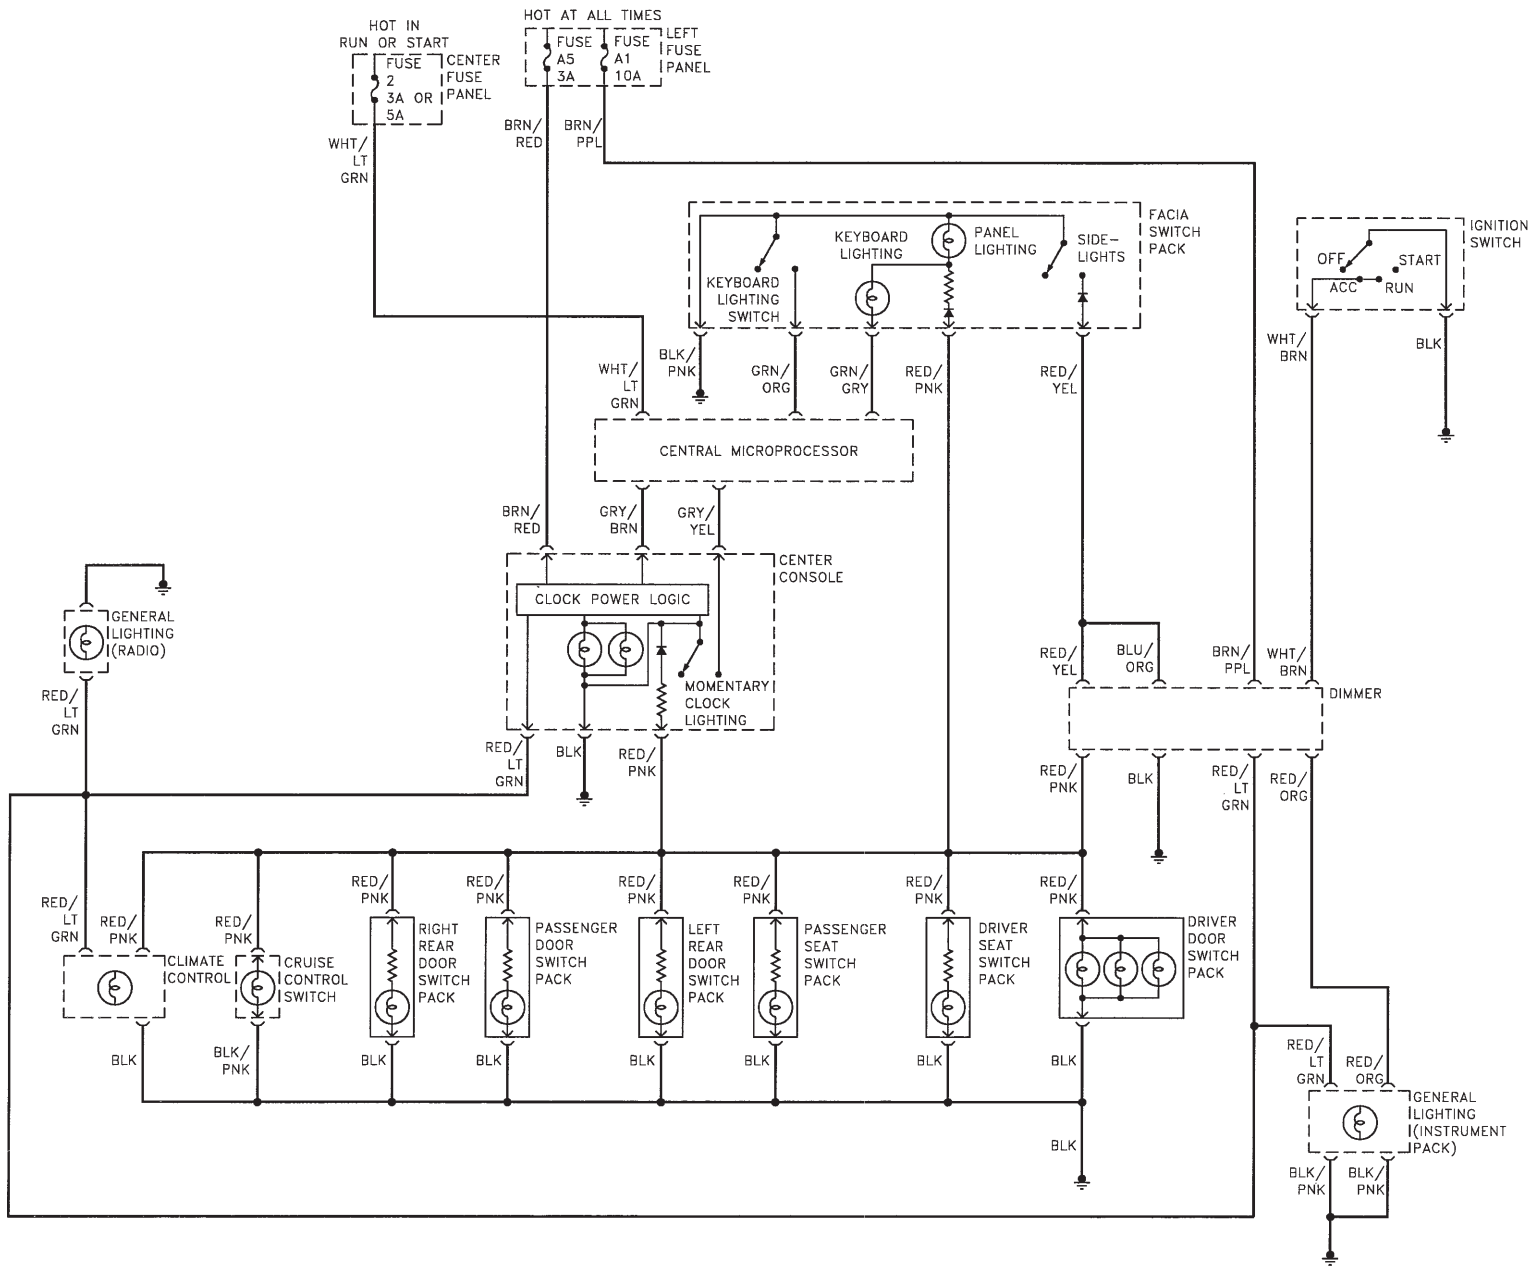 HOT IN
RUN OR START
FUSE
2
3A OR
5A
CENTER
FUSE
PANEL
HOT AT ALL TIMES
FUSE
A5
3A
FUSE
A1
10A
LEFT
FUSE
PANEL
WHT/
LT
GRN
BRN/
RED
BRN/
PPL
KEYBOARD
LIGHTING
SWITCH
KEYBOARD
LIGHTING
PANEL
LIGHTING
SIDE-
LIGHTS
FACIA
SWITCH
PACK
IGNITION
SWITCH
OFF
START
ACC
RUN
WHT/
LT
GRN
BLK/
PNK
GRN/
ORG
GRN/
GRY
RED/
PNK
RED/
YEL
WHT/
BRN
BLK
CENTRAL MICROPROCESSOR
BRN/
RED
GRY/
BRN
GRY/
YEL
CENTER
CONSOLE
CLOCK POWER LOGIC
MOMENTARY
CLOCK
LIGHTING
GENERAL
LIGHTING
(RADIO)
RED/
LT
GRN
RED/
LT
GRN
BLK
RED/
PNK
RED/
YEL
BLU/
ORG
BRN/
PPL
WHT/
BRN
DIMMER
RED/
PNK
BLK
RED/
LT
GRN
RED/
ORG
RED/
LT
GRN
RED/
PNK
RED/
PNK
RED/
PNK
RED/
PNK
RED/
PNK
RED/
PNK
RED/
PNK
RED/
PNK
CLIMATE
CONTROL
CRUISE
CONTROL
SWITCH
RIGHT
REAR
DOOR
SWITCH
PACK
PASSENGER
DOOR
SWITCH
PACK
LEFT
REAR
DOOR
SWITCH
PACK
PASSENGER
SEAT
SWITCH
PACK
DRIVER
SEAT
SWITCH
PACK
DRIVER
DOOR
SWITCH
PACK
BLK
BLK/
PNK
BLK
BLK
BLK
BLK
BLK
BLK
BLK
RED/
LT
GRN
RED/
ORG
GENERAL
LIGHTING
(INSTRUMENT
PACK)
BLK/
PNK
BLK/
PNK